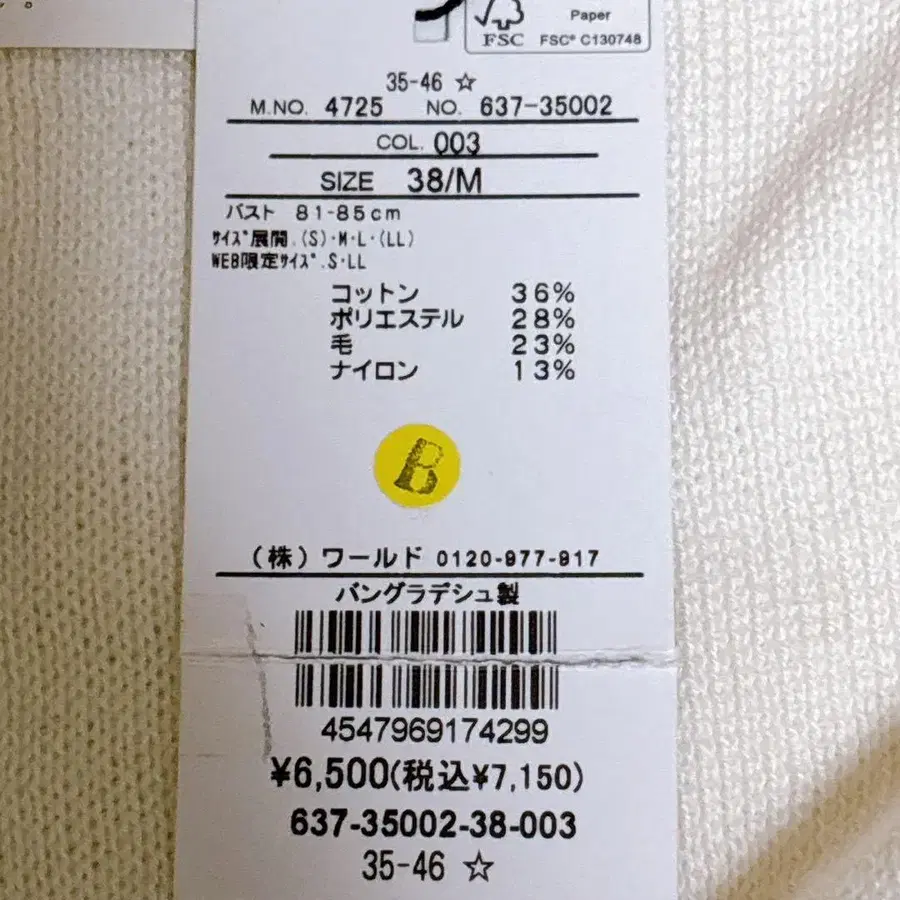 Paper
FSC FSC® C130748
35-46 ☆
M.NO. 4725 NO. 637-35002
COL. 003
SIZE 38/M
バスト 81-85cm
サイズ展開.(S)・M・L・(LL)
WEB限定サイズ.S・LL
コットン 36%
ポリエステル 28%
毛 23%
ナイロン 13%
B
(株)ワールド 0120-977-917
バングラデシュ製
4547969174299
¥6,500(税込¥7,150)
637-35002-38-003
35-46 ☆